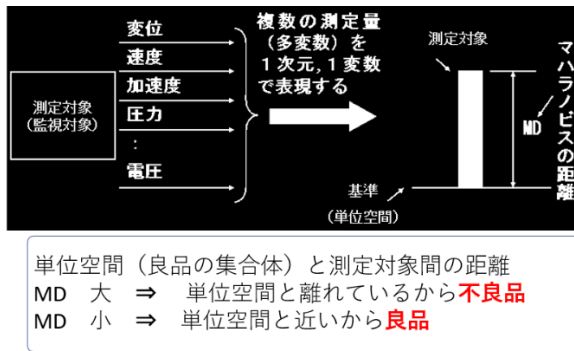 変位
速度
加速度
圧力
:
電圧
測定対象
(監視対象)
複数の測定量
(多変数)を
1次元,1変数
で表現する
測定対象
基準
(単位空間)
MD
マハラノビスの距離
単位空間(良品の集合体)と測定対象間の距離
MD 大 ⇒ 単位空間と離れているから不良品
MD 小 ⇒ 単位空間と近いから良品